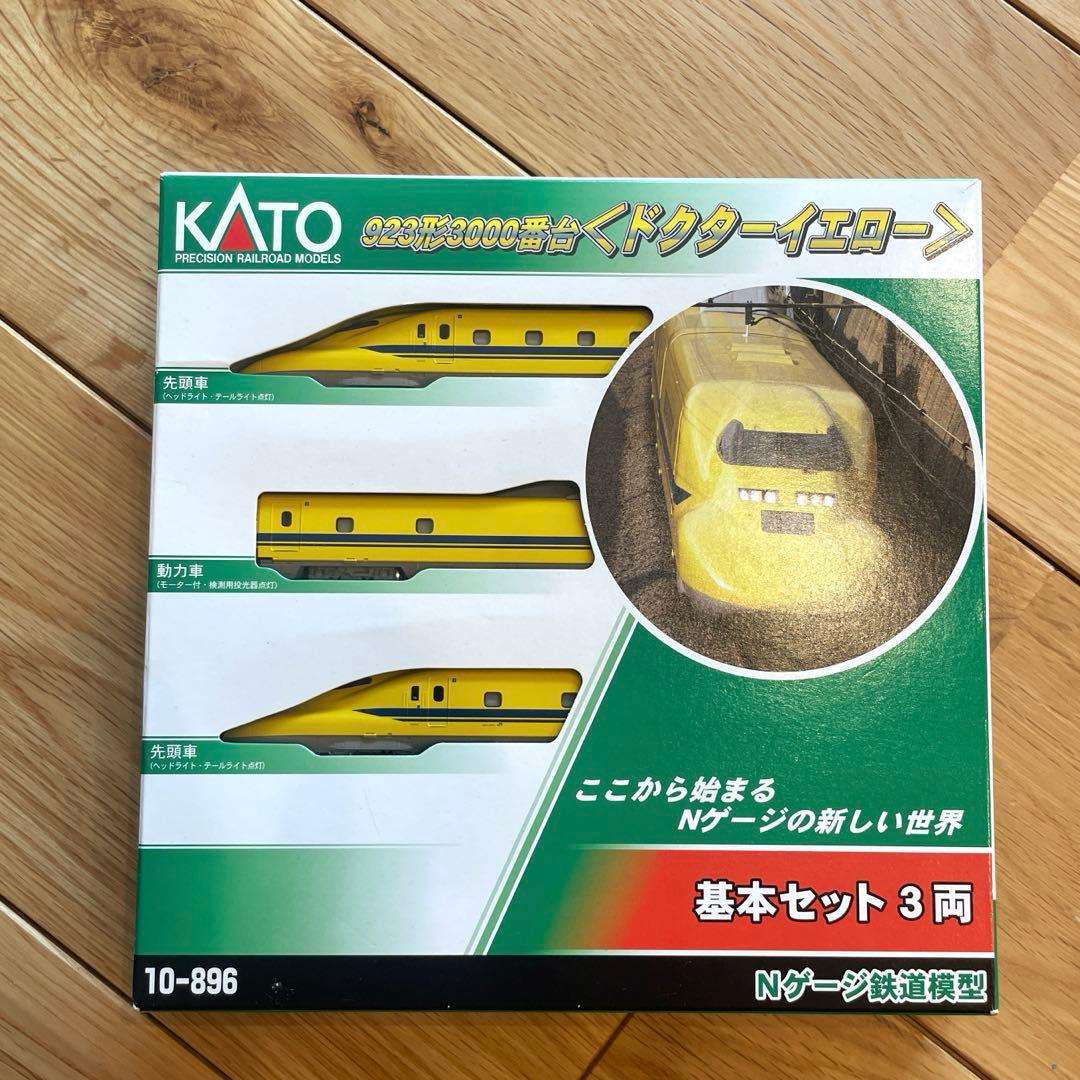 KATO
PRECISION RAILROAD MODELS
923形3000番台<ドクターイエロー>
先頭車
(ヘッドライト・テールライト点灯)
動力車
(モーター付・検測用投光器点灯)
先頭車
(ヘッドライト・テールライト点灯)
ここから始まる
Nゲージの新しい世界
基本セット 3両
10-896
Nゲージ鉄道模型